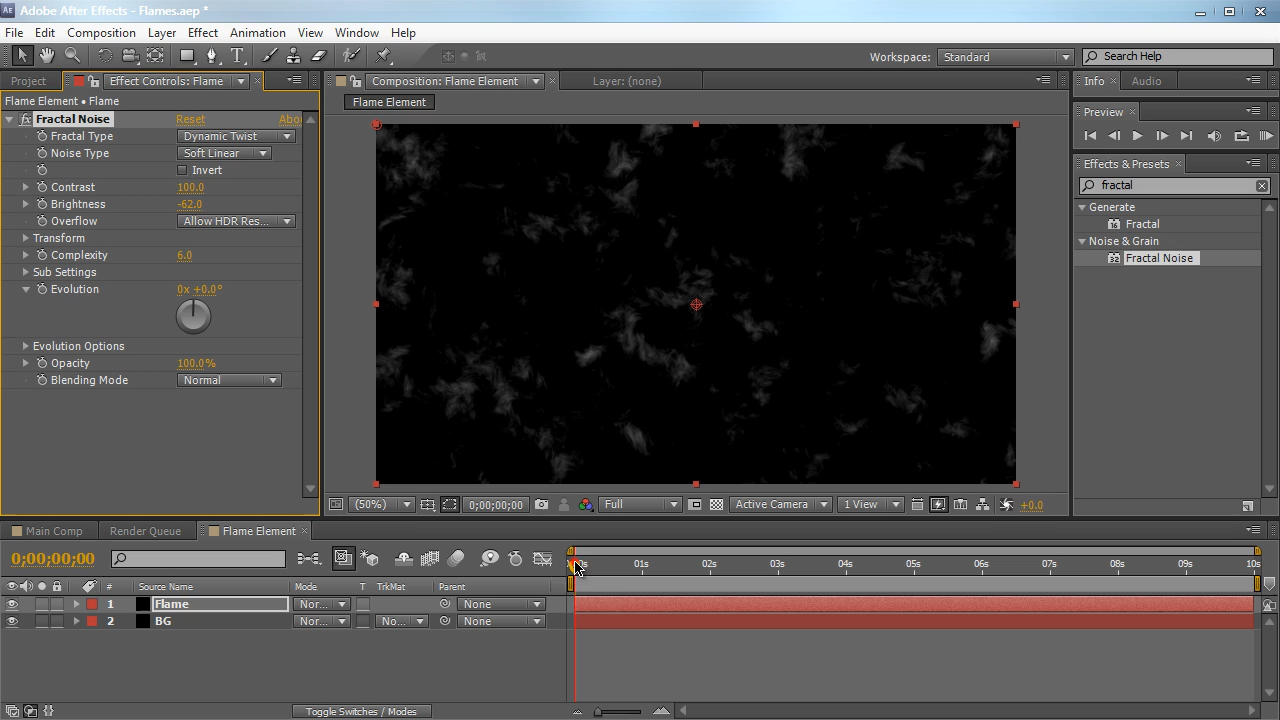 Ae Adobe After Effects - Flames.aep *
File Edit Composition Layer Effect Animation View Window Help
Workspace: Standard Search Help
Project Effect Controls: Flame Composition: Flame Element Layer: (none) Info Audio
Flame Element • Flame
Flame Element
Preview
fx Fractal Noise Reset Abo
Fractal Type Dynamic Twist
Noise Type Soft Linear
Invert
Contrast 100.0
Brightness -62.0
Overflow Allow HDR Res...
Transform
Complexity 6.0
Sub Settings
Evolution 0x +0.0°
Evolution Options
Opacity 100.0%
Blending Mode Normal
Effects & Presets
fractal
Generate
Fractal
Noise & Grain
Fractal Noise
(50%) 0;00;00;00 Full Active Camera 1 View +0.0
Main Comp Render Queue Flame Element
0;00;00;00
01s 02s 03s 04s 05s 06s 07s 08s 09s 10s
# Source Name Mode T TrkMat Parent
1 Flame Nor... None
2 BG Nor... No... None
Toggle Switches / Modes